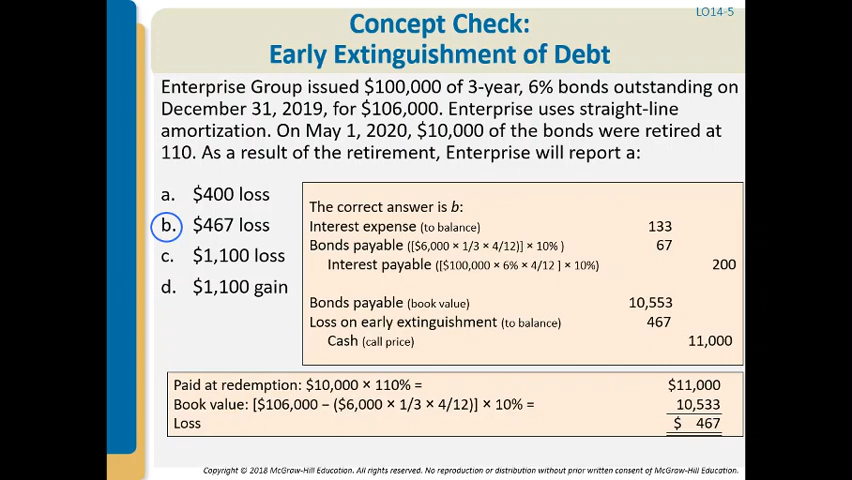 LO14-5
Concept Check:
Early Extinguishment of Debt
Enterprise Group issued $100,000 of 3-year, 6% bonds outstanding on
December 31, 2019, for $106,000. Enterprise uses straight-line
amortization. On May 1, 2020, $10,000 of the bonds were retired at
110. As a result of the retirement, Enterprise will report a:
a. $400 loss
b. $467 loss
c. $1,100 loss
d. $1,100 gain
The correct answer is b:
Interest expense (to balance) 133
Bonds payable ([$6,000 × 1/3 × 4/12)] × 10% ) 67
Interest payable ([$100,000 × 6% × 4/12 ] × 10%) 200
Bonds payable (book value) 10,553
Loss on early extinguishment (to balance) 467
Cash (call price) 11,000
Paid at redemption: $10,000 × 110% = $11,000
Book value: [$106,000 − ($6,000 × 1/3 × 4/12)] × 10% = 10,533
Loss $ 467
Copyright © 2018 McGraw-Hill Education. All rights reserved. No reproduction or distribution without prior written consent of McGraw-Hill Education.